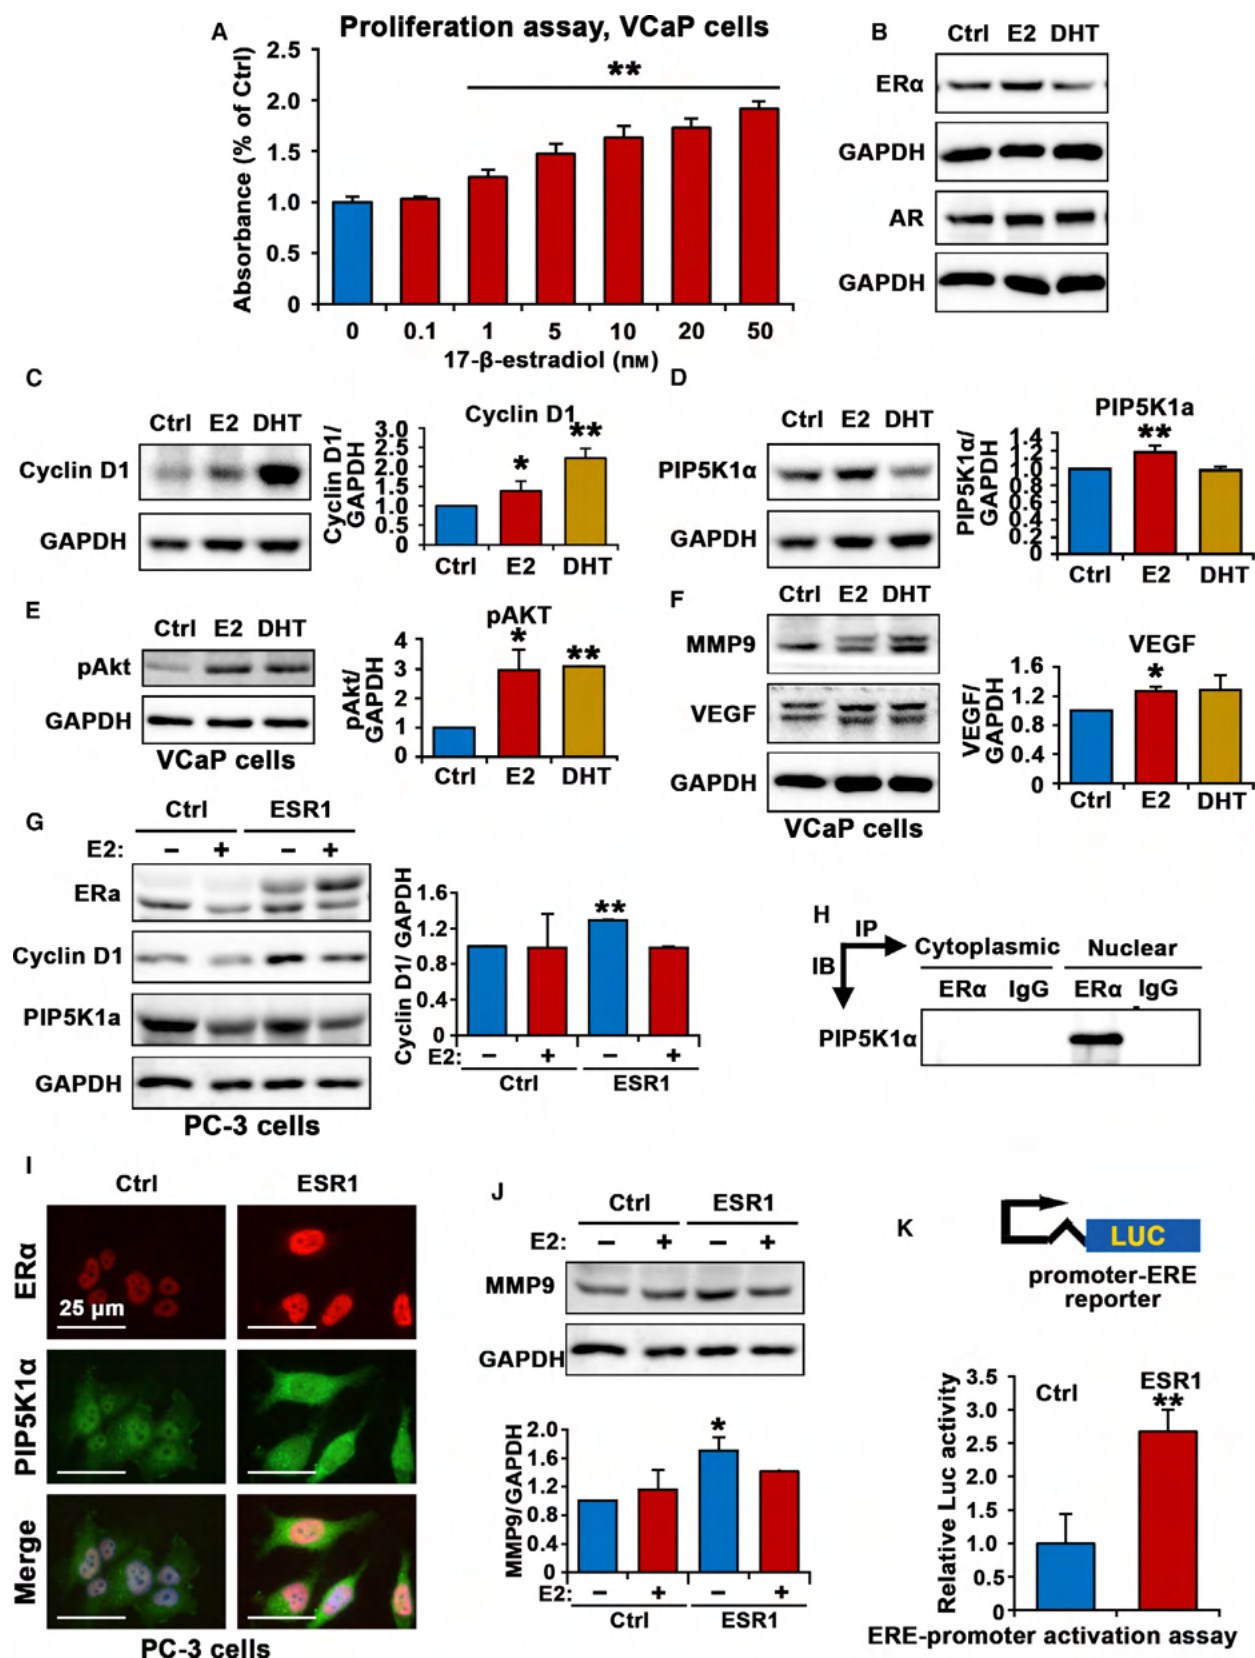 A
Proliferation assay, VCaP cells
Absorbance (% of Ctrl)
2.5
2.0
1.5
1.0
0.5
0
**
0 0.1 1 5 10 20 50
17-β-estradiol (nM)
B
Ctrl E2 DHT
ERα
GAPDH
AR
GAPDH
C
Ctrl E2 DHT
Cyclin D1
GAPDH
Cyclin D1
Cyclin D1/
GAPDH
3.0
2.5
2.0
1.5
1.0
0.5
0
* **
Ctrl E2 DHT
D
Ctrl E2 DHT
PIP5K1α
GAPDH
PIP5K1a
PIP5K1α/
GAPDH
1.4
1.2
1.0
0.8
0.6
0.4
0.2
0
**
Ctrl E2 DHT
E
Ctrl E2 DHT
pAkt
GAPDH
VCaP cells
pAKT
pAkt/
GAPDH
4
3
2
1
0
* **
Ctrl E2 DHT
F
Ctrl E2 DHT
MMP9
VEGF
GAPDH
VCaP cells
VEGF
VEGF/
GAPDH
1.6
1.2
0.8
0.4
0
*
Ctrl E2 DHT
G
Ctrl ESR1
E2: – + – +
ERa
Cyclin D1
PIP5K1a
GAPDH
PC-3 cells
Cyclin D1/ GAPDH
1.6
1.2
0.8
0.4
0
**
E2: – + – +
Ctrl ESR1
H
IP
IB
Cytoplasmic Nuclear
ERα IgG ERα IgG
PIP5K1α
I
Ctrl ESR1
ERα
25 µm
PIP5K1α
Merge
PC-3 cells
J
Ctrl ESR1
E2: – + – +
MMP9
GAPDH
MMP9/GAPDH
2.0
1.6
1.2
0.8
0.4
0
*
E2: – + – +
Ctrl ESR1
K
LUC
promoter-ERE
reporter
Relative Luc activity
3.5
3.0
2.5
2.0
1.5
1.0
0.5
0
Ctrl ESR1
**
ERE-promoter activation assay